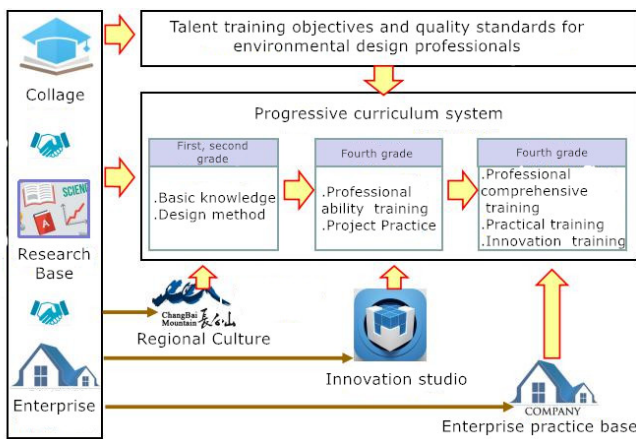 Talent training objectives and quality standards for
environmental design professionals
Collage
Progressive curriculum system
First, second
grade
.Basic knowledge
.Design method
Fourth grade
.Professional
ability training
.Project Practice
Fourth grade
.Professional
comprehensive
training
.Practical training
.Innovation training
SCIEN
A
Research
Base
ChangBai
Mountain 長白山
Regional Culture
Innovation studio
Enterprise
COMPANY
Enterprise practice base